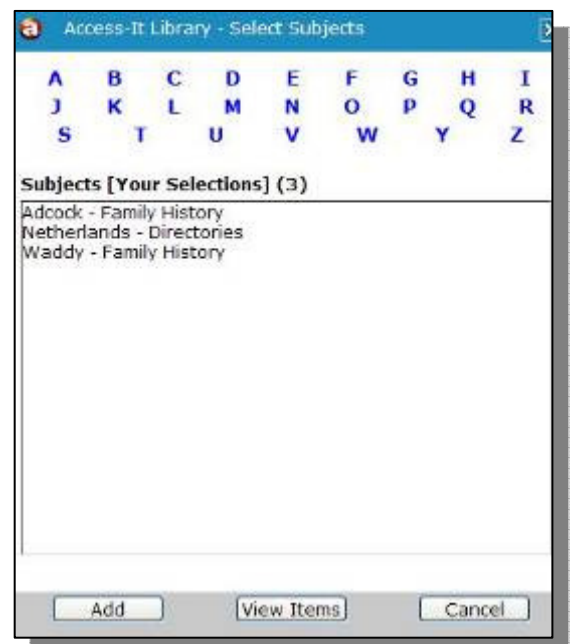 a Access-It Library - Select Subjects X
A B C D E F G H I
J K L M N O P Q R
S T U V W Y Z
Subjects [Your Selections] (3)
Adcock - Family History
Netherlands - Directories
Waddy - Family History
Add View Items Cancel